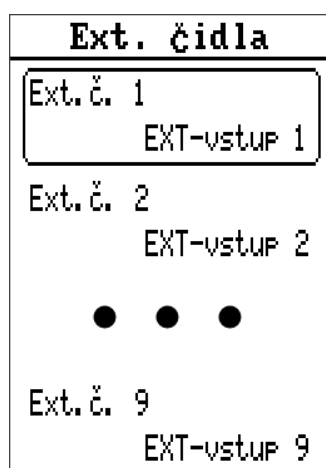 Ext. čidla
Ext.č. 1
EXT-vstup 1
Ext.č. 2
EXT-vstup 2
Ext.č. 9
EXT-vstup 9